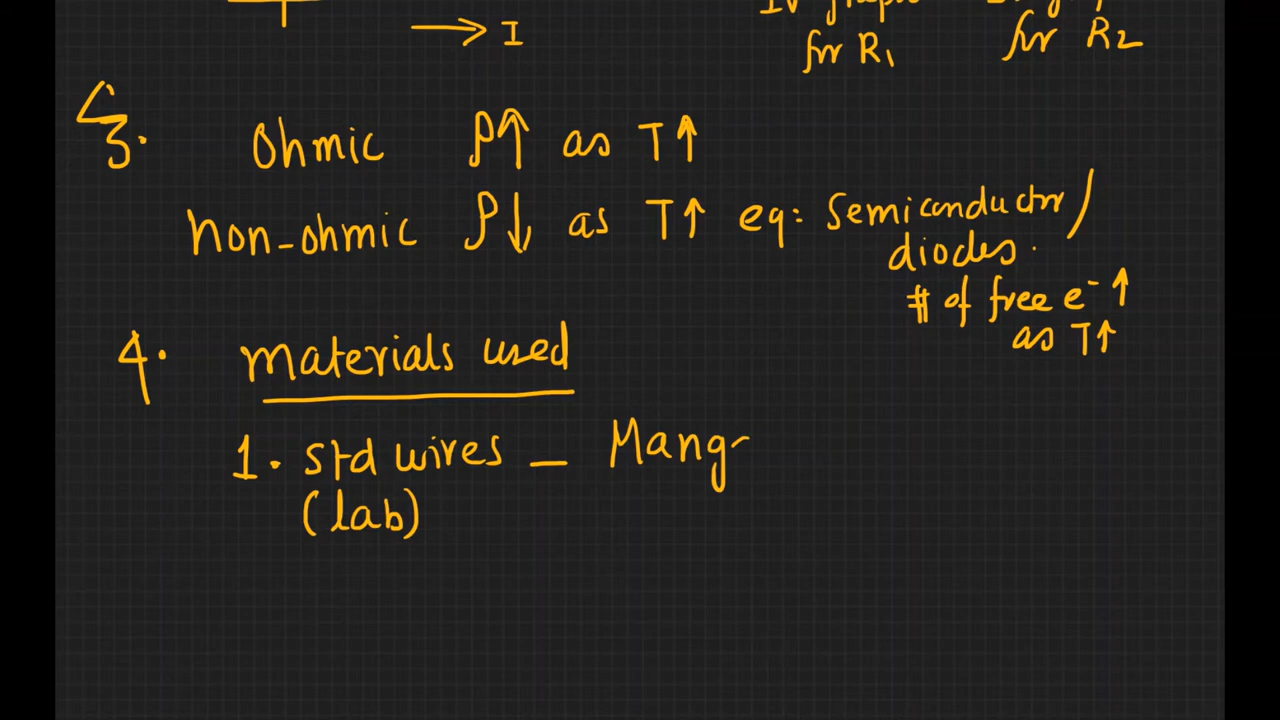 → I
for R₁
for R2
3. Ohmic ρ↑ as T↑
non-ohmic ρ↓ as T↑ eg: Semiconductor/
diodes.
# of free e⁻↑
as T↑
4. materials used
1. std wires — Mang
(lab)